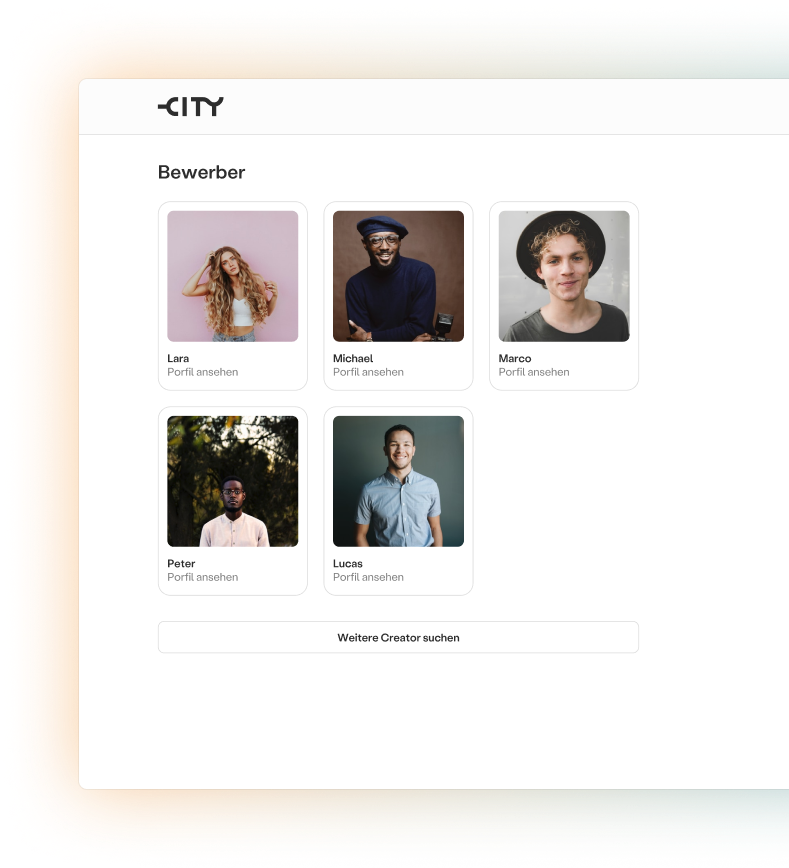 CITY
Bewerber
Lara
Porfil ansehen
Michael
Porfil ansehen
Marco
Porfil ansehen
Peter
Porfil ansehen
Lucas
Porfil ansehen
Weitere Creator suchen